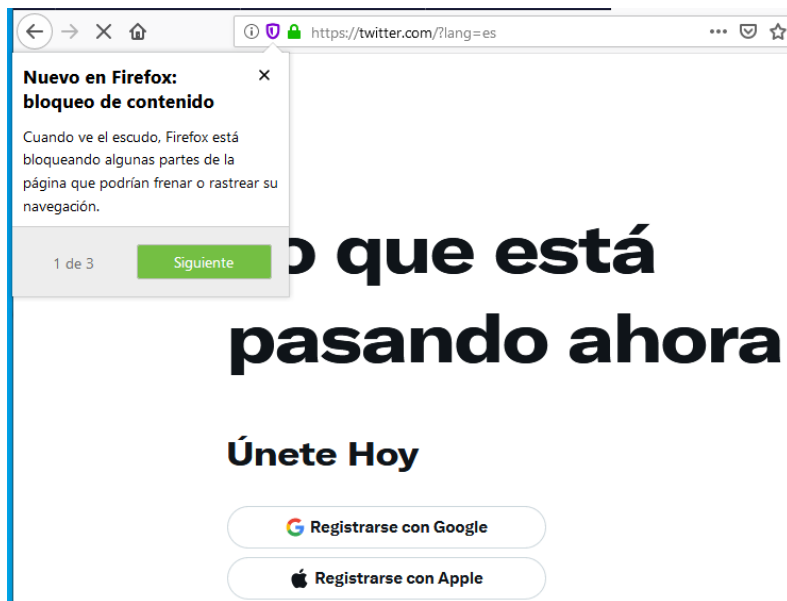 https://twitter.com/?lang=es
Nuevo en Firefox:
bloqueo de contenido
Cuando ve el escudo, Firefox está
bloqueando algunas partes de la
página que podrían frenar o rastrear su
navegación.
1 de 3
Siguiente
o que está
pasando ahora
Únete Hoy
Registrarse con Google
Registrarse con Apple